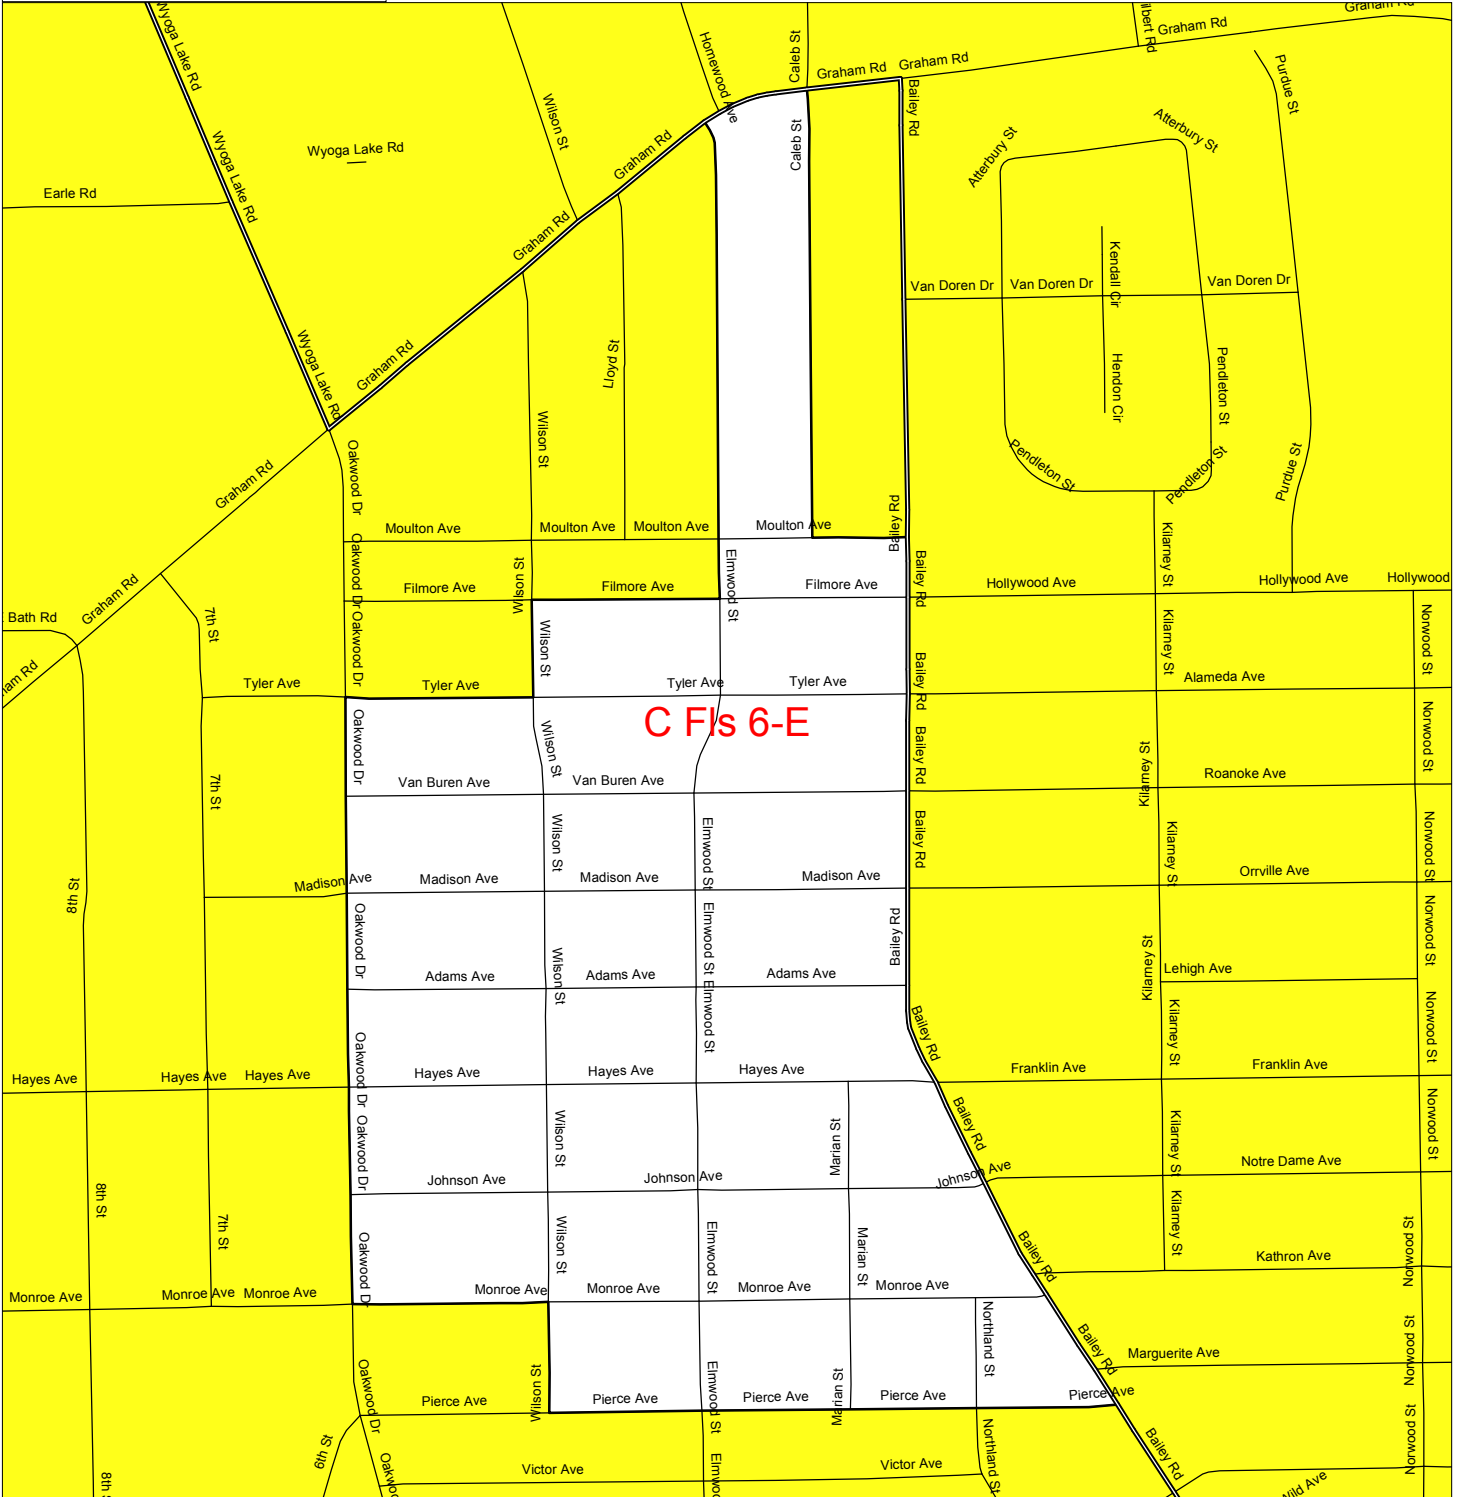 Graham Rd
Wyoga Lake Rd
Homewood Ave
Caleb St
Graham Rd
Graham Rd
Graham Rd
Wilson St
Bailey Rd
Purdue St
Wyoga Lake Rd
Wyoga Lake Rd
Graham Rd
Caleb St
Atterbury St
Atterbury St
Earle Rd
Graham Rd
Kendall Cir
Van Doren Dr
Van Doren Dr
Van Doren Dr
Wyoga Lake Rd
Graham Rd
Lloyd St
Hendon Cir
Pendleton St
Oakwood Dr
Wilson St
Graham Rd
Pendleton St
Pendleton St
Purdue St
Moulton Ave
Moulton Ave
Moulton Ave
Moulton Ave
Bailey Rd
Kilarney St
Oakwood Dr
Filmore Ave
Wilson St
Filmore Ave
Elmwood St
Filmore Ave
Bailey Rd
Hollywood Ave
Hollywood Ave
Hollywood
Graham Rd
Bath Rd
7th St
Oakwood Dr
Wilson St
Kilarney St
Norwood St
Tyler Ave
Tyler Ave
Tyler Ave
Tyler Ave
Bailey Rd
Alameda Ave
C Fls 6-E
Oakwood Dr
Wilson St
Bailey Rd
Kilarney St
Norwood St
7th St
Van Buren Ave
Van Buren Ave
Roanoke Ave
Wilson St
Elmwood St
Bailey Rd
Kilarney St
Norwood St
8th St
Madison Ave
Madison Ave
Madison Ave
Madison Ave
Orrville Ave
Oakwood Dr
Elmwood St
Bailey Rd
Kilarney St
Norwood St
Adams Ave
Wilson St
Adams Ave
Adams Ave
Lehigh Ave
Elmwood St
Bailey Rd
Kilarney St
Norwood St
Hayes Ave
Hayes Ave
Hayes Ave
Oakwood Dr
Hayes Ave
Hayes Ave
Hayes Ave
Franklin Ave
Franklin Ave
Oakwood Dr
Wilson St
Marian St
Bailey Rd
Kilarney St
Norwood St
Johnson Ave
Johnson Ave
Johnson Ave
Notre Dame Ave
8th St
7th St
Oakwood Dr
Wilson St
Elmwood St
Marian St
Bailey Rd
Kilarney St
Kathron Ave
Norwood St
Monroe Ave
Monroe Ave
Monroe Ave
Monroe Ave
Monroe Ave
Monroe Ave
Monroe Ave
Northland St
Bailey Rd
Marguerite Ave
Norwood St
Oakwood Dr
Pierce Ave
Wilson St
Pierce Ave
Elmwood St
Pierce Ave
Marian St
Pierce Ave
Pierce Ave
6th St
Northland St
Bailey Rd
Norwood St
8th
Victor Ave
Victor Ave